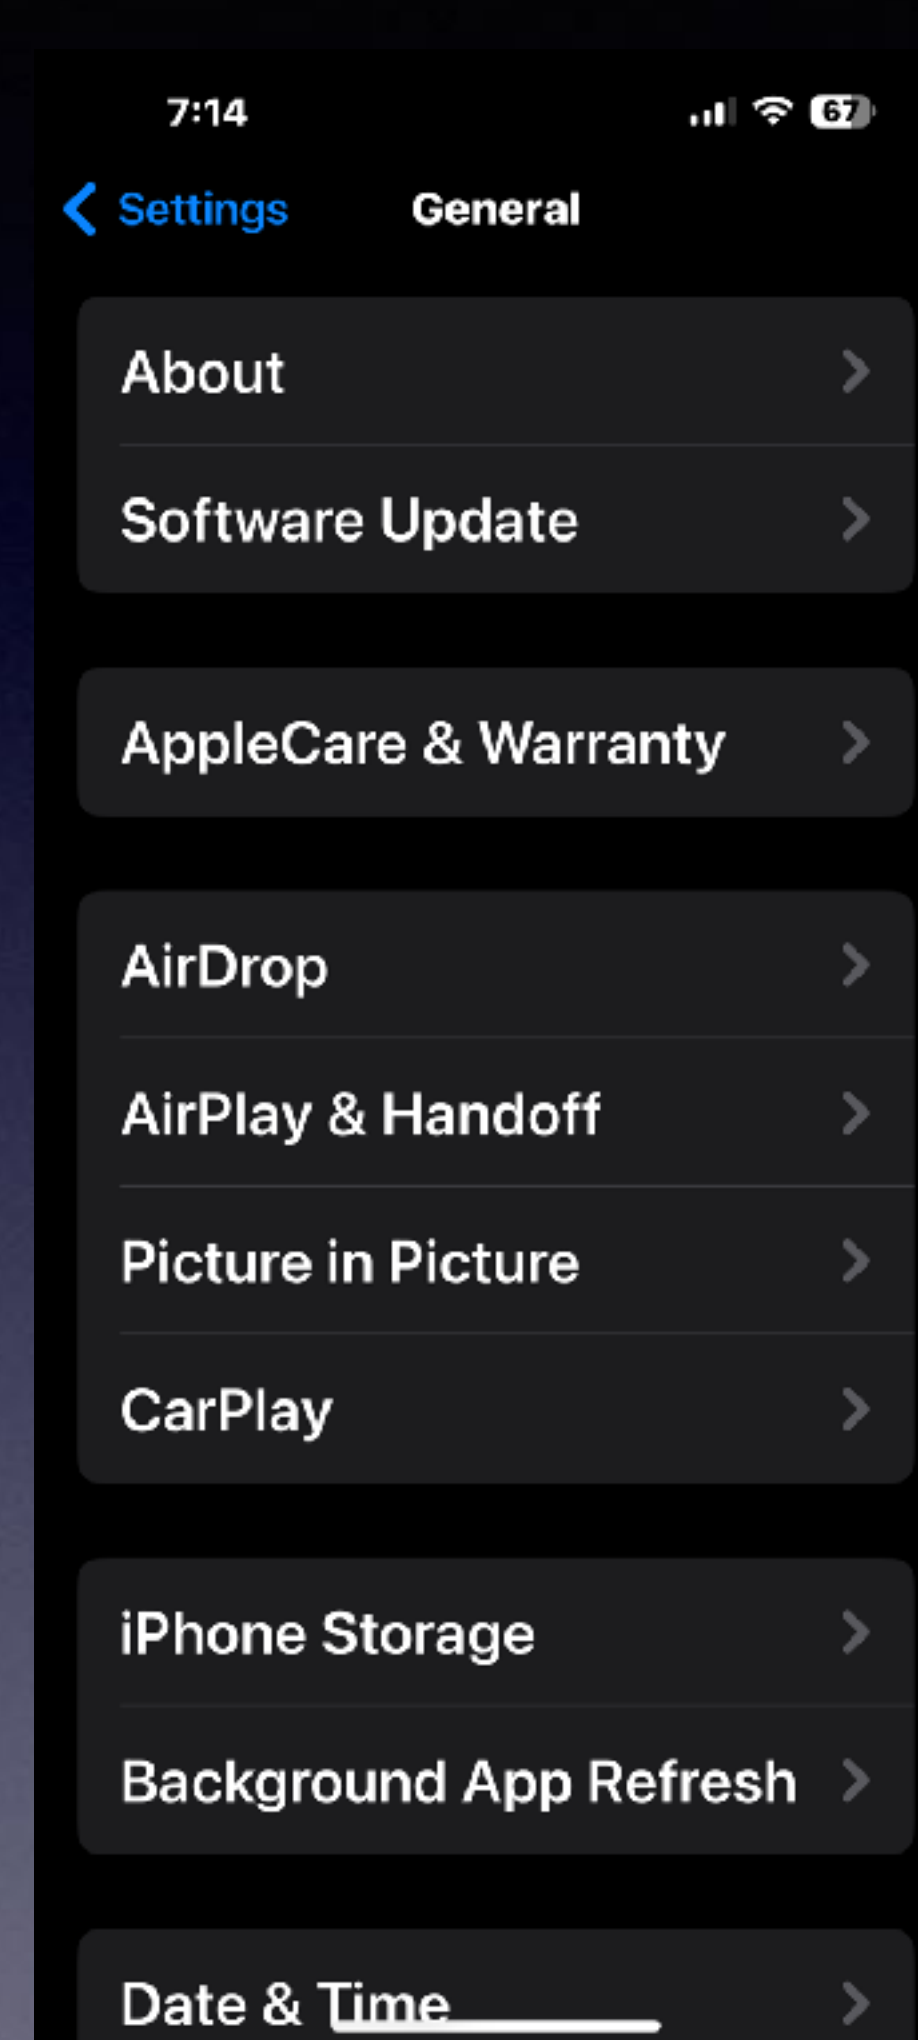 7:14
67
Settings
General
About
Software Update
AppleCare & Warranty
AirDrop
AirPlay & Handoff
Picture in Picture
CarPlay
iPhone Storage
Background App Refresh
Date & Time